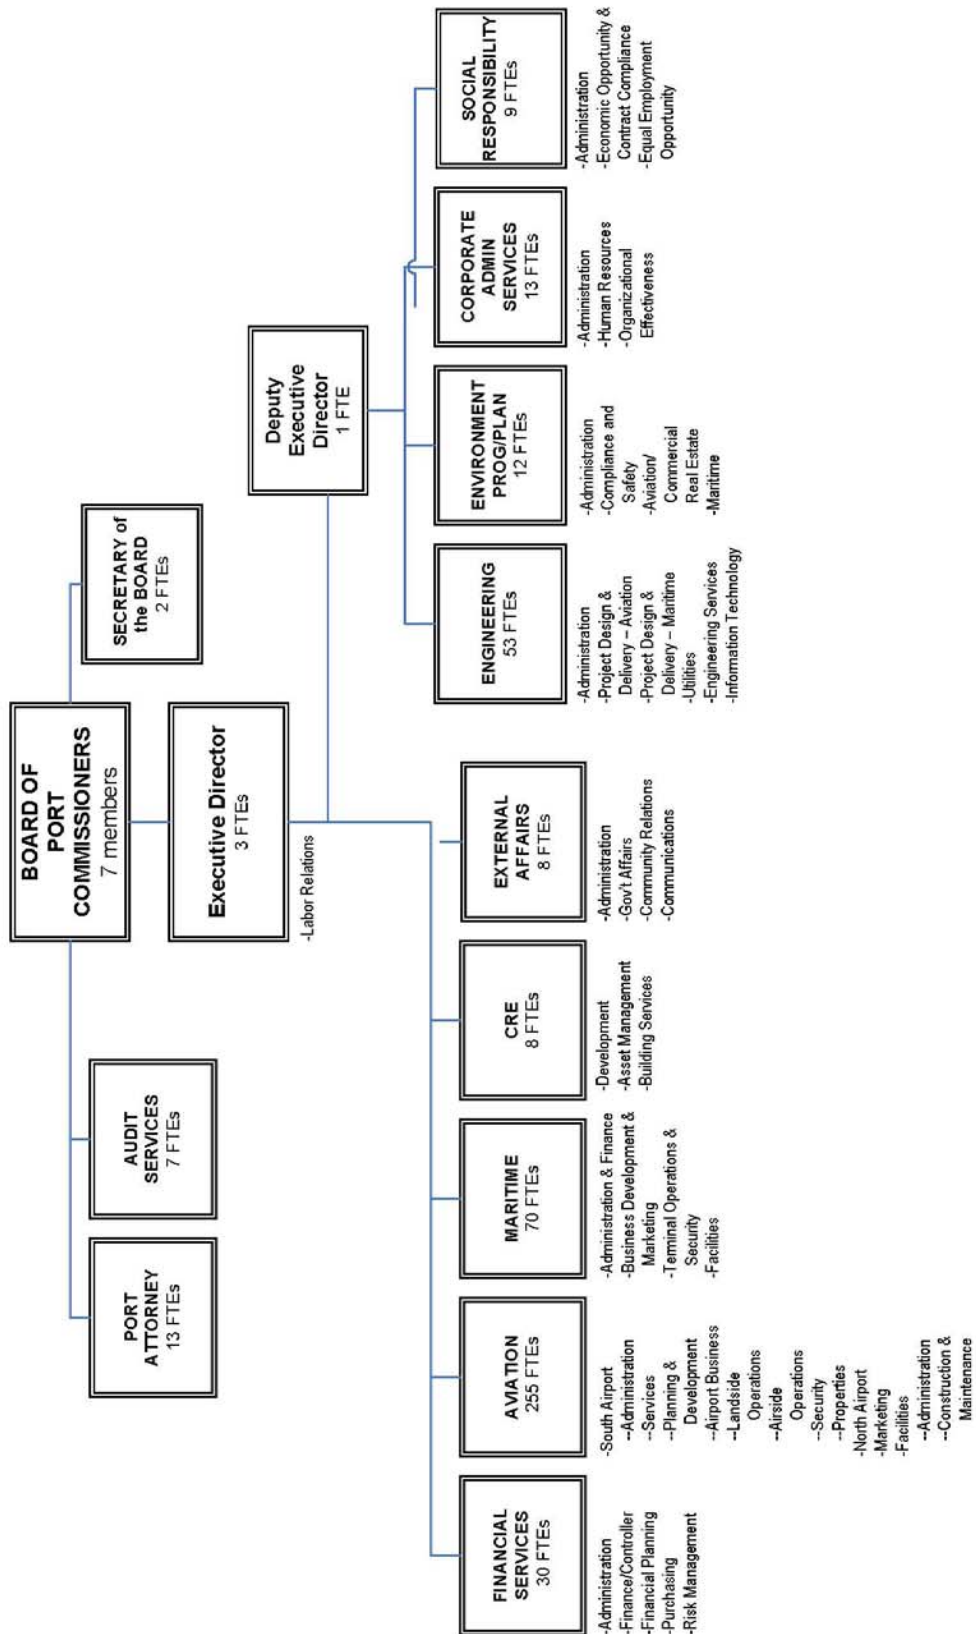 BOARD OF
PORT
COMMISSIONERS
7 members
SECRETARY of
the BOARD
2 FTEs
PORT
ATTORNEY
13 FTEs
AUDIT
SERVICES
7 FTEs
Executive Director
3 FTEs
-Labor Relations
Deputy
Executive
Director
1 FTE
FINANCIAL
SERVICES
30 FTEs
-Administration
-Finance/Controller
-Financial Planning
-Purchasing
-Risk Management
AVIATION
255 FTEs
-South Airport
--Administration
--Services
--Planning &
Development
--Airport Business
--Landside
Operations
--Airside
Operations
--Security
--Properties
-North Airport
-Marketing
-Facilities
--Administration
--Construction &
Maintenance
MARITIME
70 FTEs
-Administration & Finance
-Business Development &
Marketing
-Terminal Operations &
Security
-Facilities
CRE
8 FTEs
-Development
-Asset Management
-Building Services
EXTERNAL
AFFAIRS
8 FTEs
-Administration
-Gov't Affairs
-Community Relations
-Communications
ENGINEERING
53 FTEs
-Administration
-Project Design &
Delivery – Aviation
-Project Design &
Delivery – Maritime
-Utilities
-Engineering Services
-Information Technology
ENVIRONMENT
PROG/PLAN
12 FTEs
-Administration
-Compliance and
Safety
-Aviation/
Commercial
Real Estate
-Maritime
CORPORATE
ADMIN
SERVICES
13 FTEs
-Administration
-Human Resources
-Organizational
Effectiveness
SOCIAL
RESPONSIBILITY
9 FTEs
-Administration
-Economic Opportunity &
Contract Compliance
-Equal Employment
Opportunity